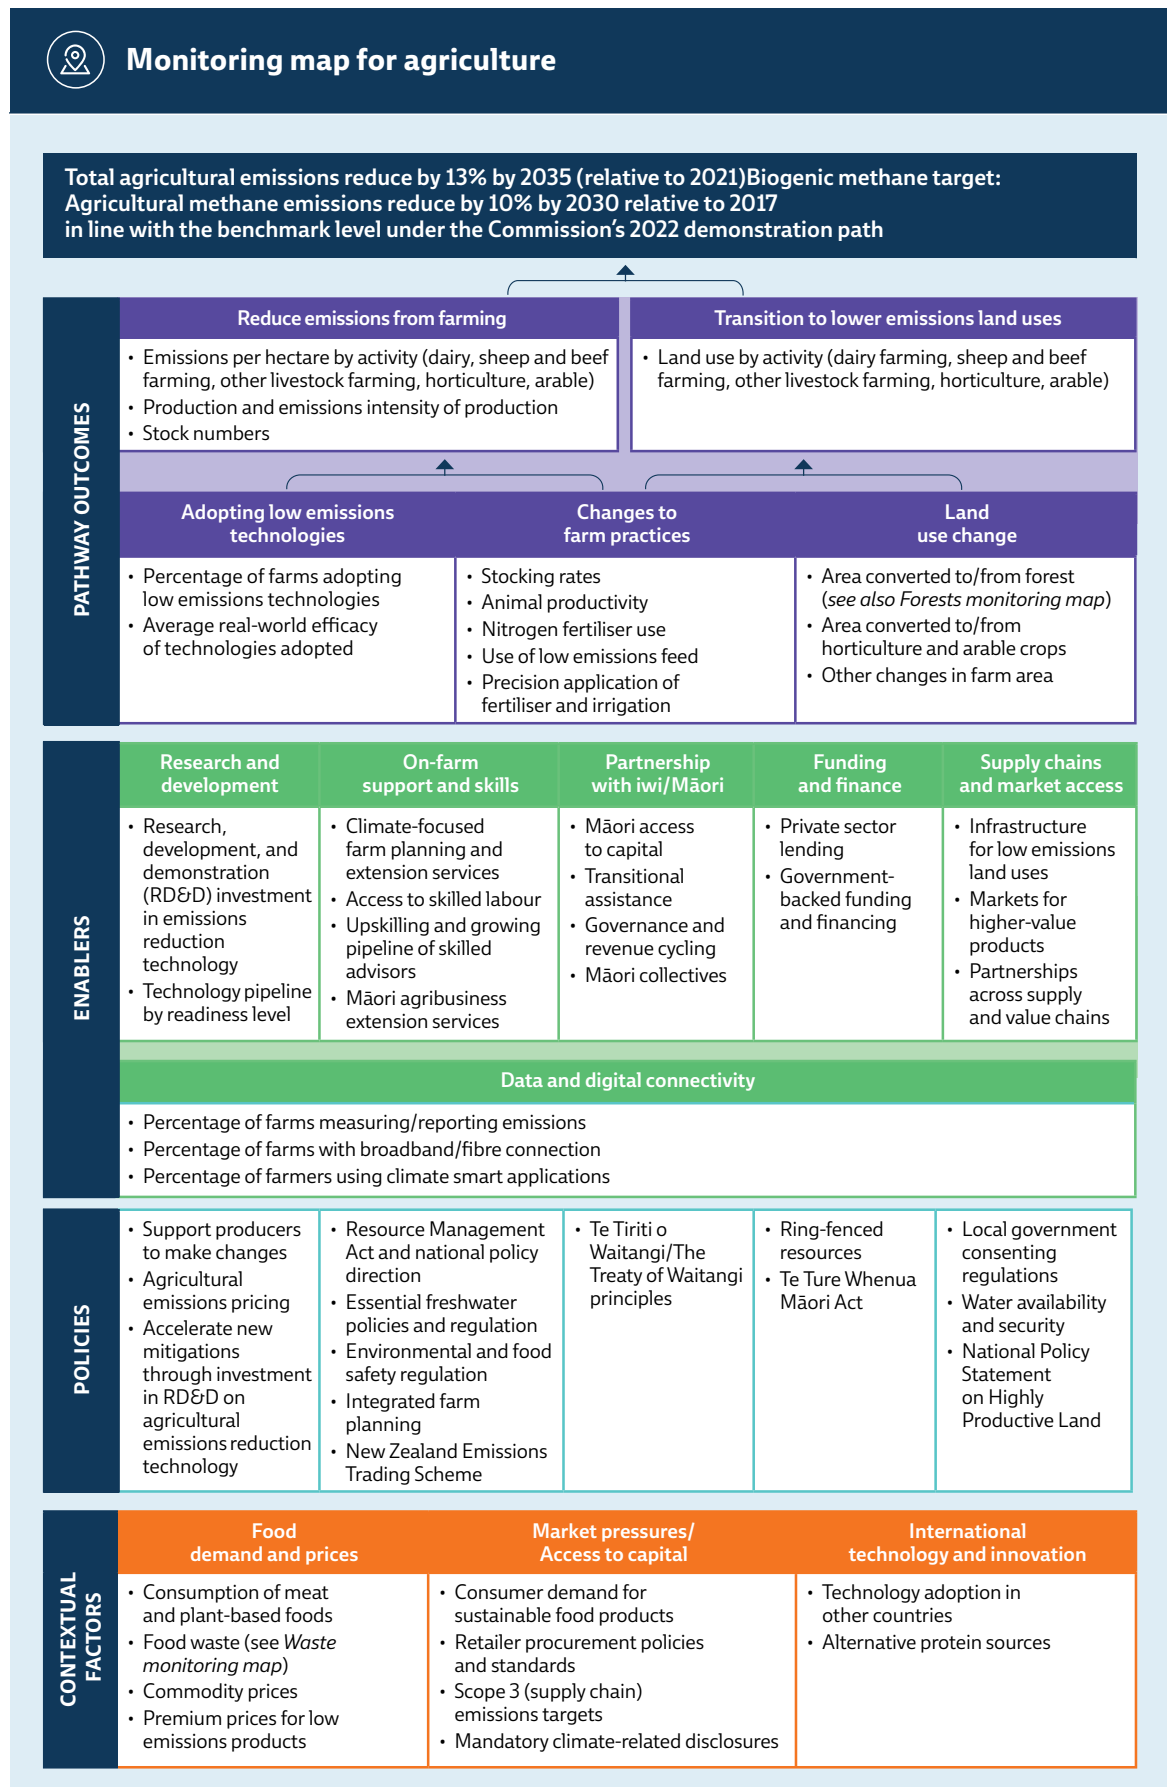 Monitoring map for agriculture
Total agricultural emissions reduce by 13% by 2035 (relative to 2021)Biogenic methane target:
Agricultural methane emissions reduce by 10% by 2030 relative to 2017
in line with the benchmark level under the Commission's 2022 demonstration path
PATHWAY OUTCOMES
Reduce emissions from farming
• Emissions per hectare by activity (dairy, sheep and beef
farming, other livestock farming, horticulture, arable)
• Production and emissions intensity of production
• Stock numbers
Transition to lower emissions land uses
• Land use by activity (dairy farming, sheep and beef
farming, other livestock farming, horticulture, arable)
Adopting low emissions
technologies
• Percentage of farms adopting
low emissions technologies
• Average real-world efficacy
of technologies adopted
Changes to
farm practices
• Stocking rates
• Animal productivity
• Nitrogen fertiliser use
• Use of low emissions feed
• Precision application of
fertiliser and irrigation
Land
use change
• Area converted to/from forest
(see also Forests monitoring map)
• Area converted to/from
horticulture and arable crops
• Other changes in farm area
ENABLERS
Research and
development
• Research,
development, and
demonstration
(RD&D) investment
in emissions
reduction
technology
• Technology pipeline
by readiness level
On-farm
support and skills
• Climate-focused
farm planning and
extension services
• Access to skilled labour
• Upskilling and growing
pipeline of skilled
advisors
• Māori agribusiness
extension services
Partnership
with iwi/Māori
• Māori access
to capital
• Transitional
assistance
• Governance and
revenue cycling
• Māori collectives
Funding
and finance
• Private sector
lending
• Government-
backed funding
and financing
Supply chains
and market access
• Infrastructure
for low emissions
land uses
• Markets for
higher-value
products
• Partnerships
across supply
and value chains
Data and digital connectivity
• Percentage of farms measuring/reporting emissions
• Percentage of farms with broadband/fibre connection
• Percentage of farmers using climate smart applications
POLICIES
• Support producers
to make changes
• Agricultural
emissions pricing
• Accelerate new
mitigations
through investment
in RD&D on
agricultural
emissions reduction
technology
• Resource Management
Act and national policy
direction
• Essential freshwater
policies and regulation
• Environmental and food
safety regulation
• Integrated farm
planning
• New Zealand Emissions
Trading Scheme
• Te Tiriti o
Waitangi/The
Treaty of Waitangi
principles
• Ring-fenced
resources
• Te Ture Whenua
Māori Act
• Local government
consenting
regulations
• Water availability
and security
• National Policy
Statement
on Highly
Productive Land
CONTEXTUAL
FACTORS
Food
demand and prices
• Consumption of meat
and plant-based foods
• Food waste (see Waste
monitoring map)
• Commodity prices
• Premium prices for low
emissions products
Market pressures/
Access to capital
• Consumer demand for
sustainable food products
• Retailer procurement policies
and standards
• Scope 3 (supply chain)
emissions targets
• Mandatory climate-related disclosures
International
technology and innovation
• Technology adoption in
other countries
• Alternative protein sources